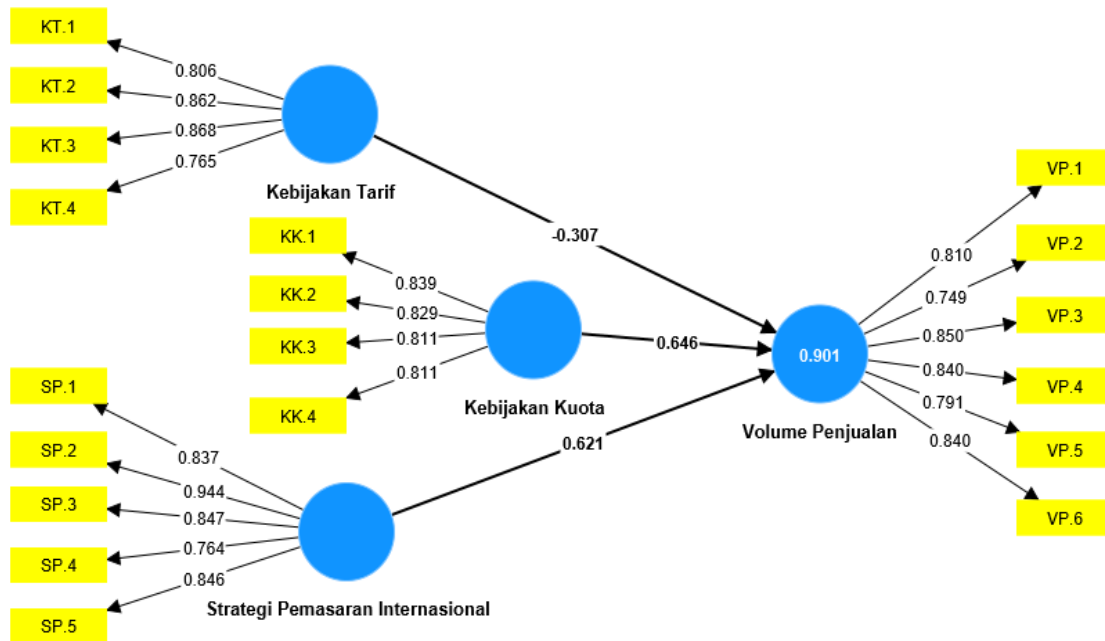 KT.1
0.806
KT.2
0.862
KT.3
0.868
KT.4
0.765
Kebijakan Tarif
-0.307
KK.1
0.839
KK.2
0.829
KK.3
0.811
KK.4
0.811
Kebijakan Kuota
0.646
SP.1
0.837
SP.2
0.944
SP.3
0.847
SP.4
0.764
SP.5
0.846
Strategi Pemasaran Internasional
0.621
0.901
Volume Penjualan
VP.1
0.810
VP.2
0.749
VP.3
0.850
VP.4
0.840
VP.5
0.791
VP.6
0.840